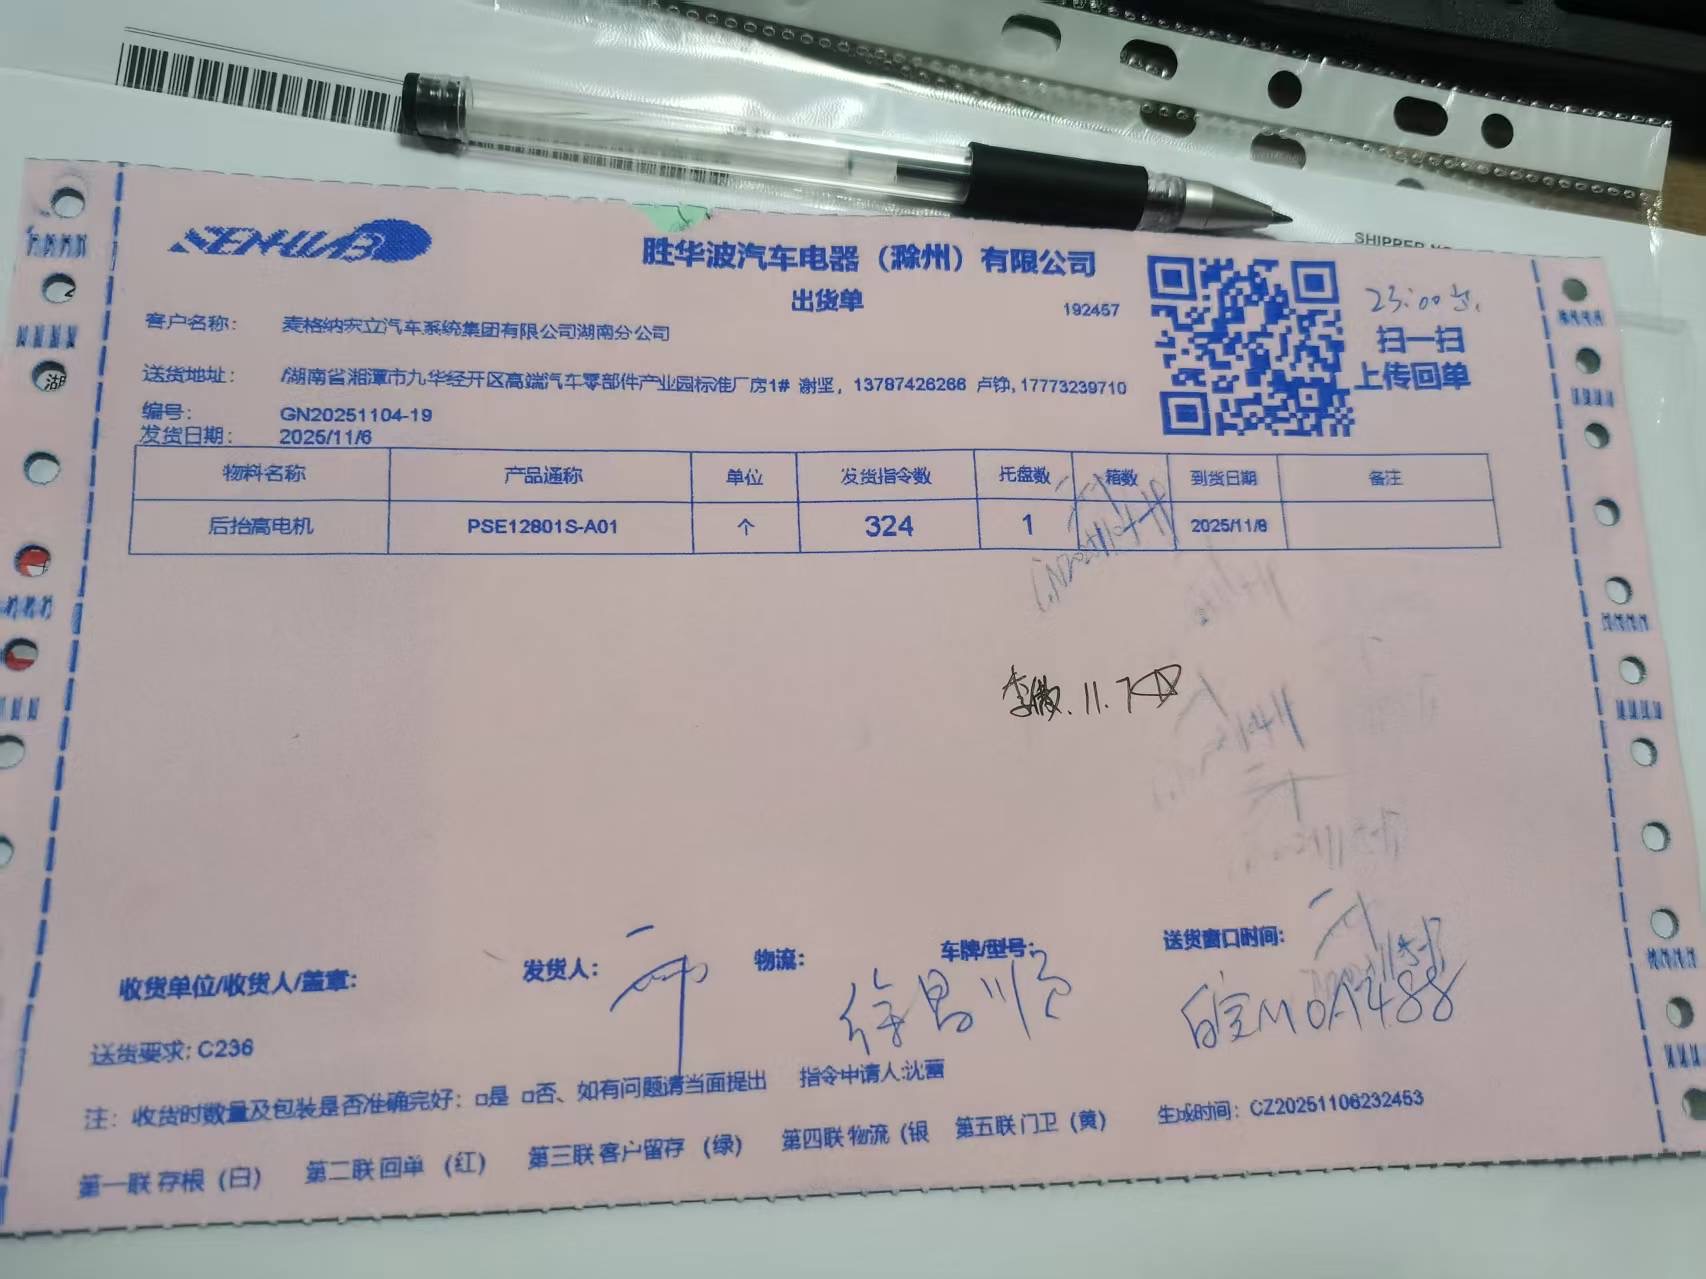 SHIPPER
SENHWB
胜华波汽车电器（滁州）有限公司
出货单
192457
23:00
扫一扫
上传回单
客户名称： 麦格纳宏立汽车系统集团有限公司湖南分公司
送货地址： /湖南省湘潭市九华经开区高端汽车零部件产业园标准厂房1# 谢坚，13787426266 卢铮，17773239710
编号： GN20251104-19
发货日期： 2025/11/6
物料名称 产品通称 单位 发货指令数 托盘数 箱数 到货日期 备注
后抬高电机 PSE12801S-A01 个 324 1 2025/11/8
11.7
收货单位/收货人/盖章： 发货人： 物流： 车牌/型号： 送货窗口时间：
徐昌顺
送货要求：C236
注：收货时数量及包装是否准确完好：□是 □否、如有问题请当面提出 指令申请人:沈蕾
第一联 存根（白） 第二联 回单 （红） 第三联 客户留存 （绿） 第四联 物流（银 第五联 门卫（黄） 生成时间：CZ20251106232453